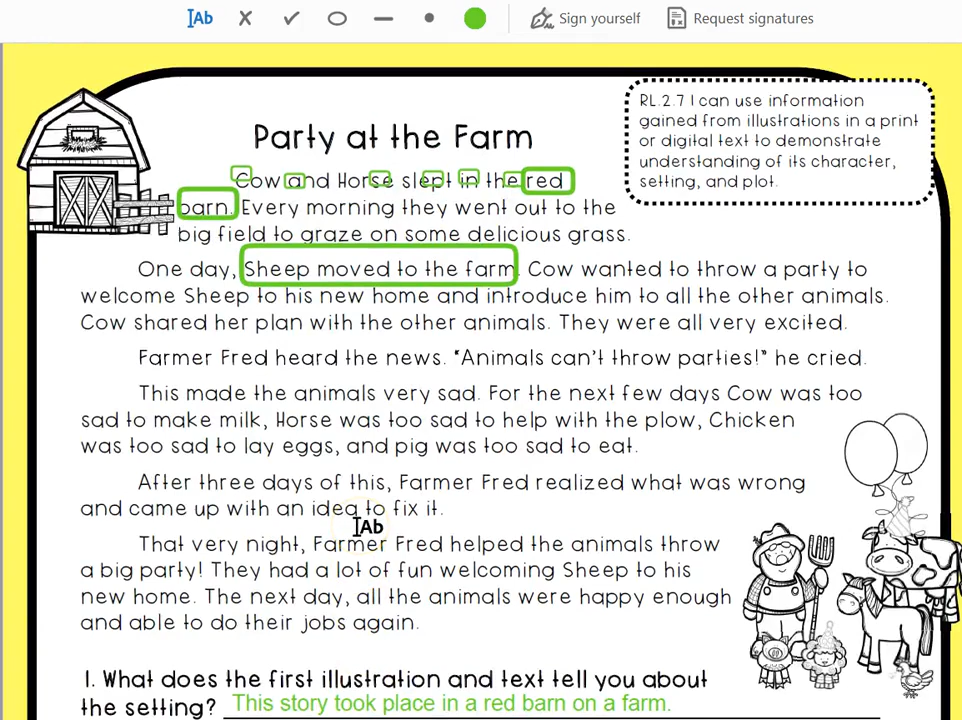 Ab Sign yourself Request signatures
RL.2.7 I can use information
gained from illustrations in a print
or digital text to demonstrate
understanding of its character,
setting, and plot.
Party at the Farm
Cow and Horse slept in the red
barn. Every morning they went out to the
big field to graze on some delicious grass.
One day, Sheep moved to the farm. Cow wanted to throw a party to
welcome Sheep to his new home and introduce him to all the other animals.
Cow shared her plan with the other animals. They were all very excited.
Farmer Fred heard the news. “Animals can’t throw parties!” he cried.
This made the animals very sad. For the next few days Cow was too
sad to make milk, Horse was too sad to help with the plow, Chicken
was too sad to lay eggs, and pig was too sad to eat.
After three days of this, Farmer Fred realized what was wrong
and came up with an idea to fix it.
Ab
That very night, Farmer Fred helped the animals throw
a big party! They had a lot of fun welcoming Sheep to his
new home. The next day, all the animals were happy enough
and able to do their jobs again.
1. What does the first illustration and text tell you about
the setting? This story took place in a red barn on a farm.